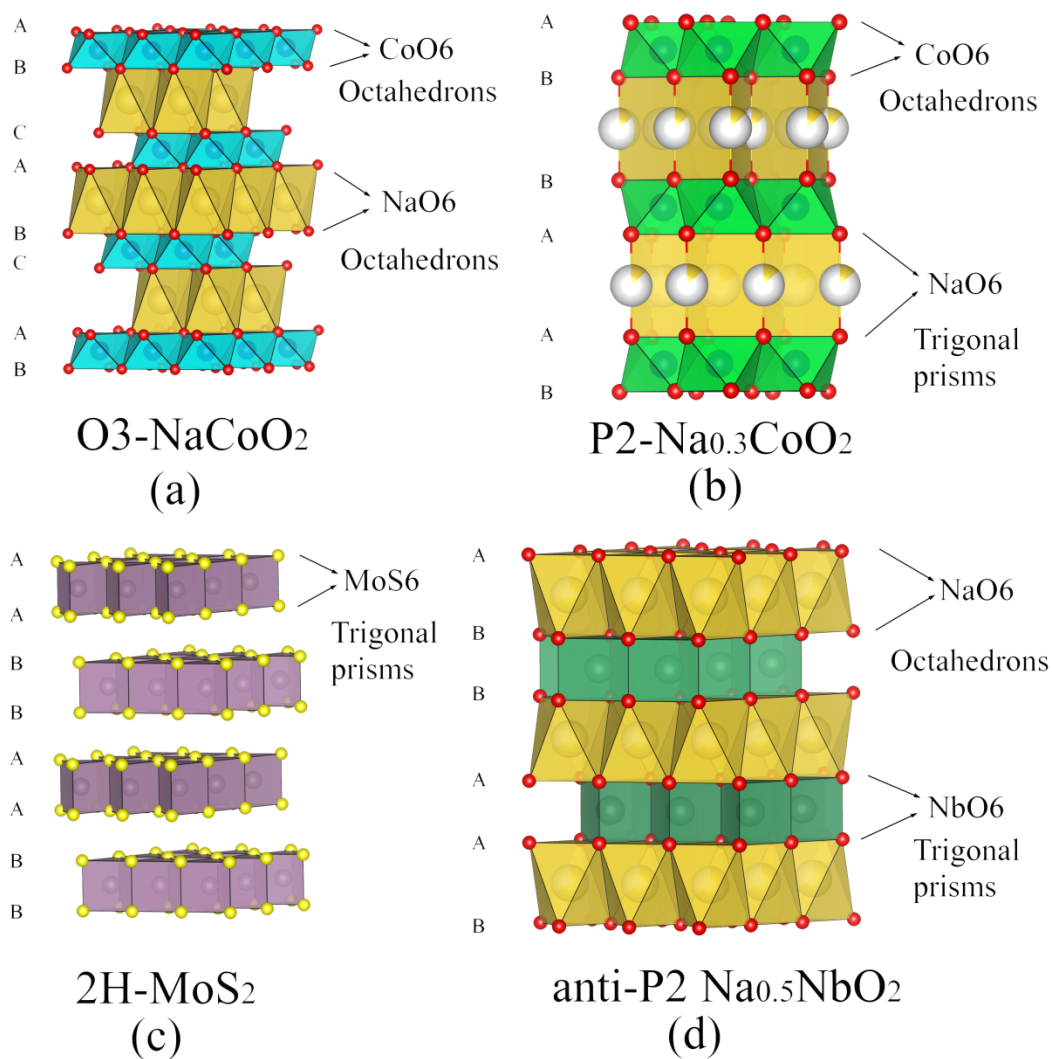 A
B
C
A
B
C
A
B
CoO6
Octahedrons
NaO6
Octahedrons
O3-NaCoO2
(a)
A
B
B
A
A
B
CoO6
Octahedrons
NaO6
Trigonal
prisms
P2-Na0.3CoO2
(b)
A
A
B
B
A
A
B
B
MoS6
Trigonal
prisms
2H-MoS2
(c)
A
B
B
A
A
B
NaO6
Octahedrons
NbO6
Trigonal
prisms
anti-P2 Na0.5NbO2
(d)